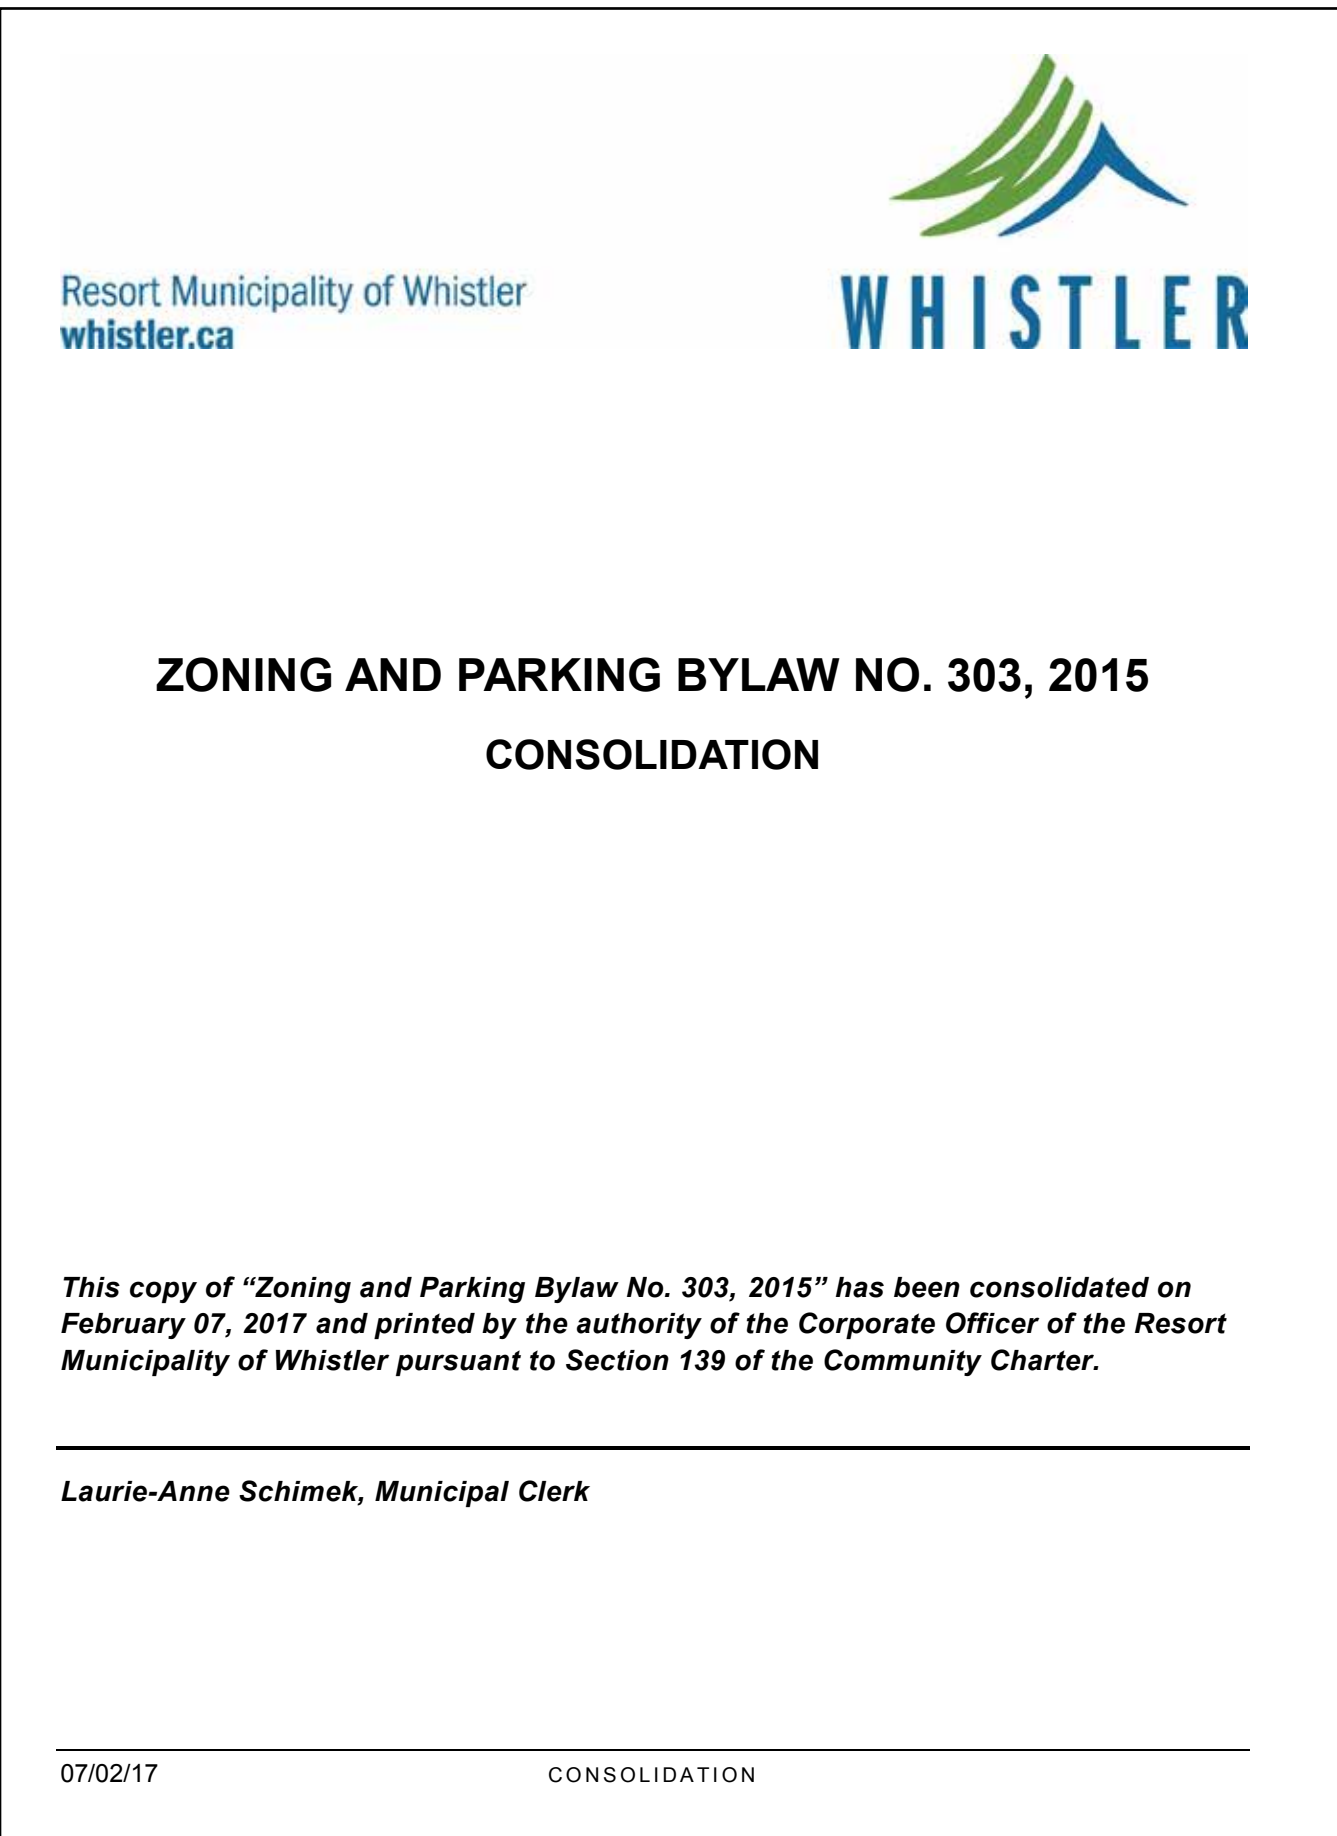 Resort Municipality of Whistler
whistler.ca
WHISTLER
ZONING AND PARKING BYLAW NO. 303, 2015
CONSOLIDATION
This copy of “Zoning and Parking Bylaw No. 303, 2015” has been consolidated on
February 07, 2017 and printed by the authority of the Corporate Officer of the Resort
Municipality of Whistler pursuant to Section 139 of the Community Charter.
Laurie-Anne Schimek, Municipal Clerk
07/02/17 CONSOLIDATION